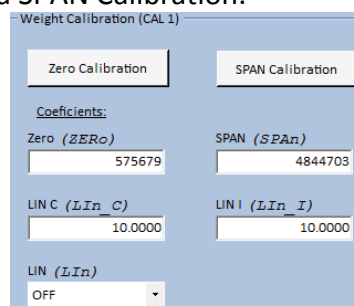 d SPAN Calibration:
Weight Calibration (CAL 1)
Zero Calibration SPAN Calibration
Coeficients:
Zero (ZERo) SPAN (SPAn)
575679 4844703
LIN C (LIn_C) LIN I (LIn_I)
10.0000 10.0000
LIN (LIn)
OFF